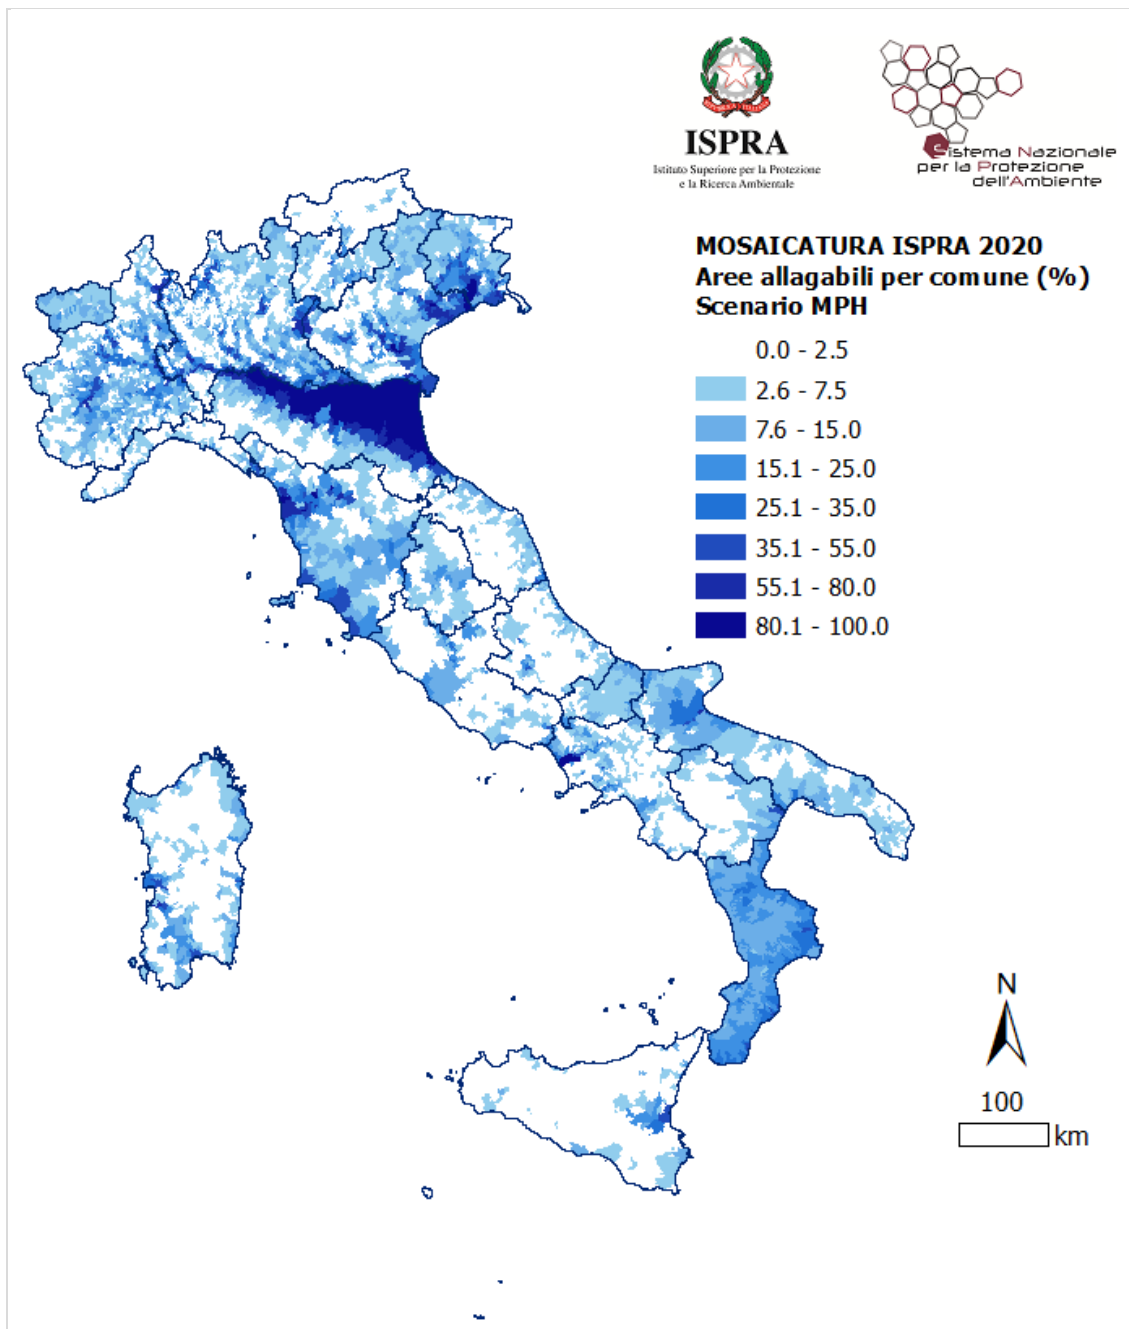 ISPRA
Istituto Superiore per la Protezione
e la Ricerca Ambientale
Sistema Nazionale
per la Protezione
dell'Ambiente
MOSAICATURA ISPRA 2020
Aree allagabili per comune (%)
Scenario MPH
0.0 - 2.5
2.6 - 7.5
7.6 - 15.0
15.1 - 25.0
25.1 - 35.0
35.1 - 55.0
55.1 - 80.0
80.1 - 100.0
N
100
km